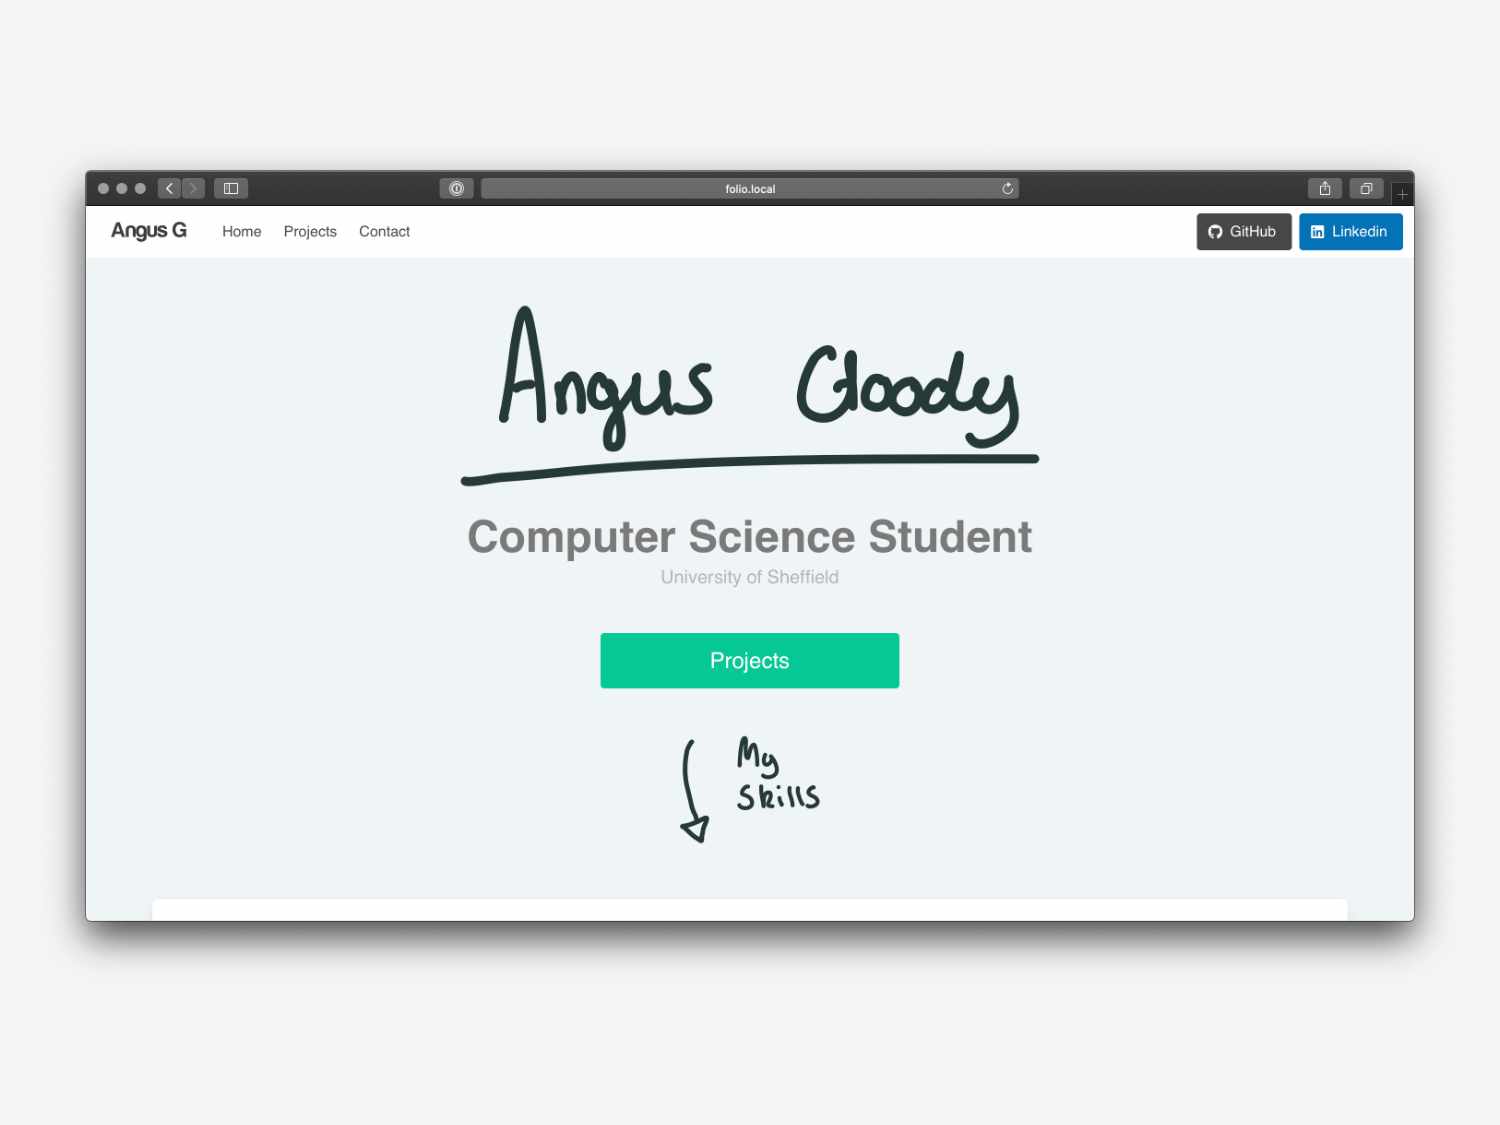 folio.local
Angus G Home Projects Contact GitHub Linkedin
Angus Goody
Computer Science Student
University of Sheffield
Projects
My
skills